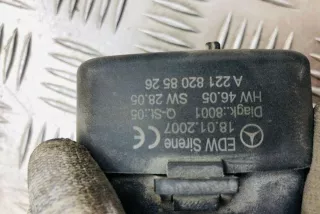 EDW Sirene
18.01.2007
Diagk.:8001 Q-St.:05
HW 46.05 SW 28.05
A 221 820 85 26
CE